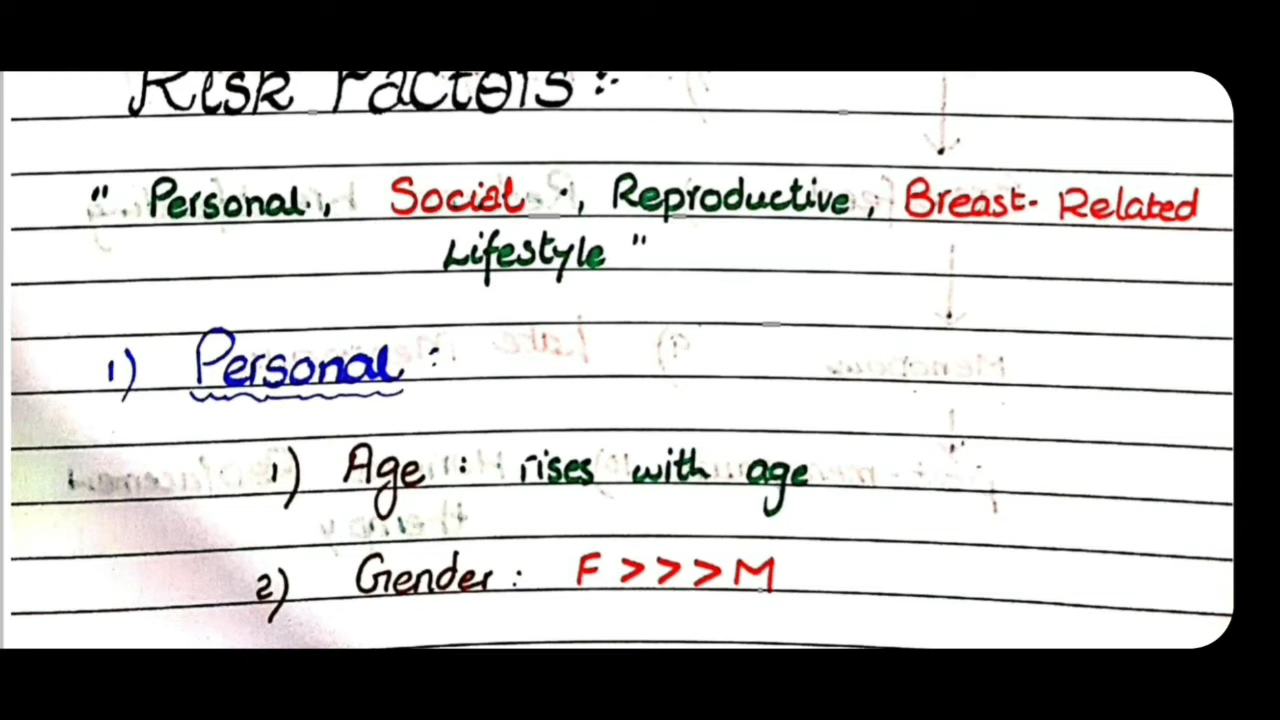 Risk Factors :-
" Personal, Social ·, Reproductive, Breast- Related
Lifestyle "
1) Personal :
1) Age : rises with age
2) Gender : F >>> M